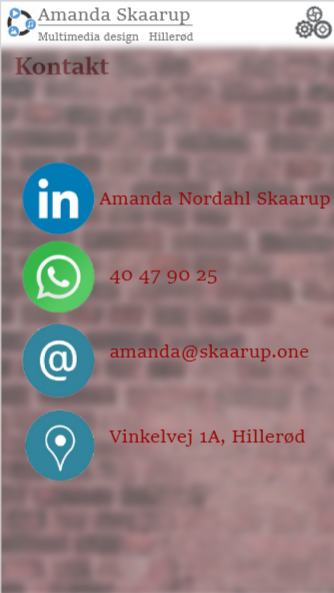 Amanda Skaarup
Multimedia design Hillerød
Kontakt
in Amanda Nordahl Skaarup
40 47 90 25
@ amanda@skaarup.one
Vinkelvej 1A, Hillerød